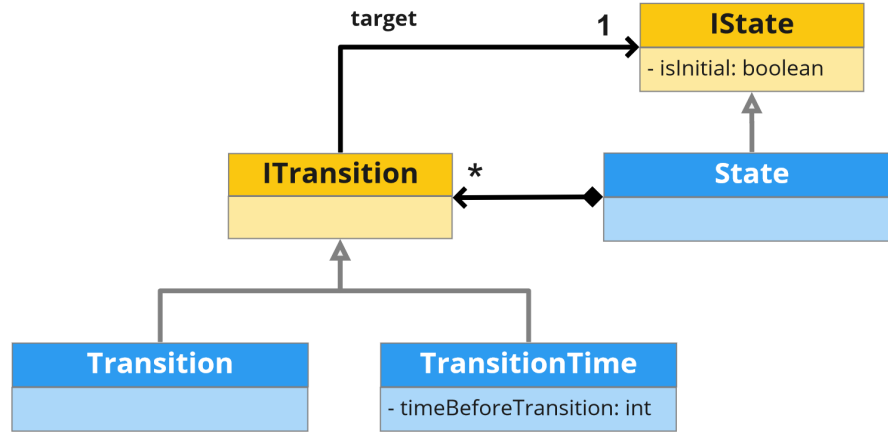 target
1
IState
- isInitial: boolean
ITransition
*
State
Transition
TransitionTime
- timeBeforeTransition: int